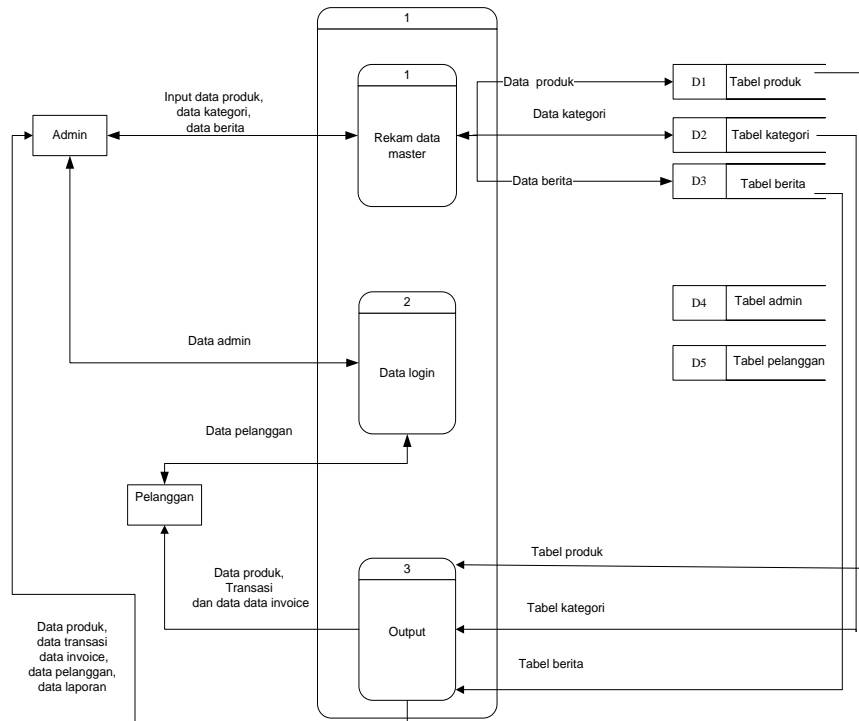 1
1
Rekam data
master
Input data produk,
data kategori,
data berita
Admin
Data produk
Data kategori
Data berita
D1 Tabel produk
D2 Tabel kategori
D3 Tabel berita
D4 Tabel admin
D5 Tabel pelanggan
2
Data login
Data admin
Data pelanggan
Pelanggan
3
Output
Data produk,
Transasi
dan data data invoice
Tabel produk
Tabel kategori
Tabel berita
Data produk,
data transasi
data invoice,
data pelanggan,
data laporan